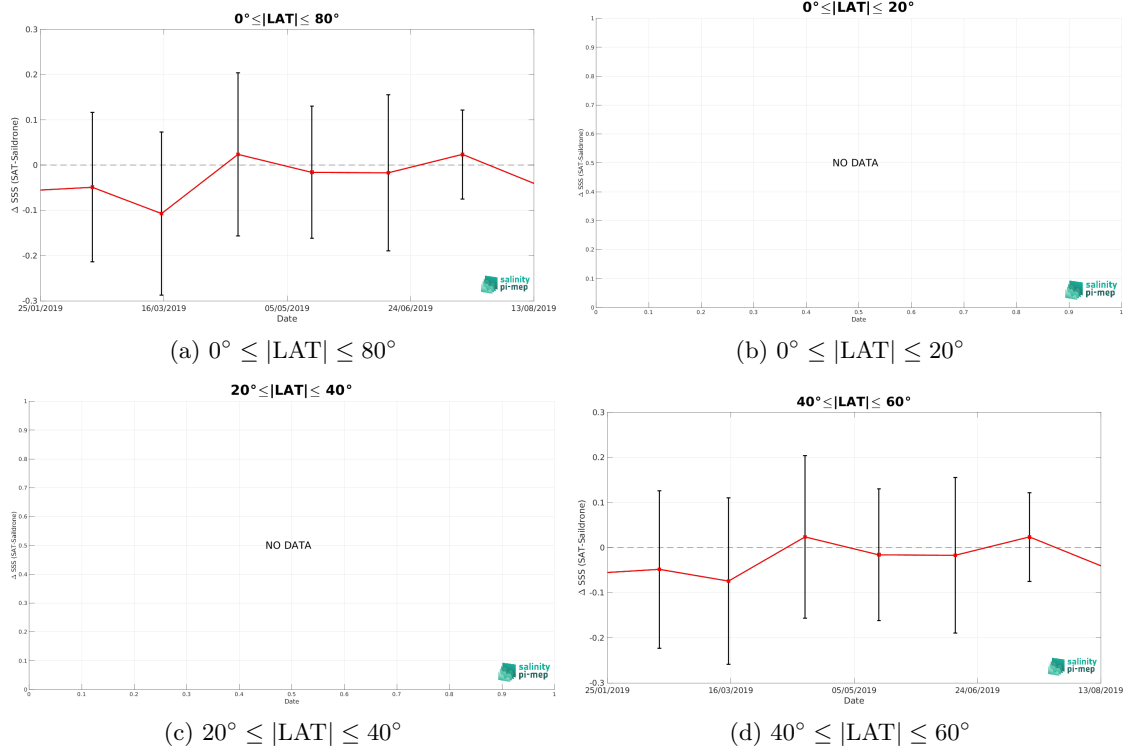 0°≤|LAT|≤ 80°
0.3
0.2
0.1
0
-0.1
-0.2
-0.3
Δ SSS (SAT-Saildrone)
25/01/2019 16/03/2019 05/05/2019 24/06/2019 13/08/2019
Date
salinity
pi-mep
(a) 0° ≤ |LAT| ≤ 80°
0°≤|LAT|≤ 20°
1
0.9
0.8
0.7
0.6
0.5
0.4
0.3
0.2
0.1
0
Δ SSS (SAT-Saildrone)
NO DATA
0 0.1 0.2 0.3 0.4 0.5 0.6 0.7 0.8 0.9 1
Date
salinity
pi-mep
(b) 0° ≤ |LAT| ≤ 20°
20°≤|LAT|≤ 40°
1
0.9
0.8
0.7
0.6
0.5
0.4
0.3
0.2
0.1
0
Δ SSS (SAT-Saildrone)
NO DATA
0 0.1 0.2 0.3 0.4 0.5 0.6 0.7 0.8 0.9 1
Date
salinity
pi-mep
(c) 20° ≤ |LAT| ≤ 40°
40°≤|LAT|≤ 60°
0.3
0.2
0.1
0
-0.1
-0.2
-0.3
Δ SSS (SAT-Saildrone)
25/01/2019 16/03/2019 05/05/2019 24/06/2019 13/08/2019
Date
salinity
pi-mep
(d) 40° ≤ |LAT| ≤ 60°